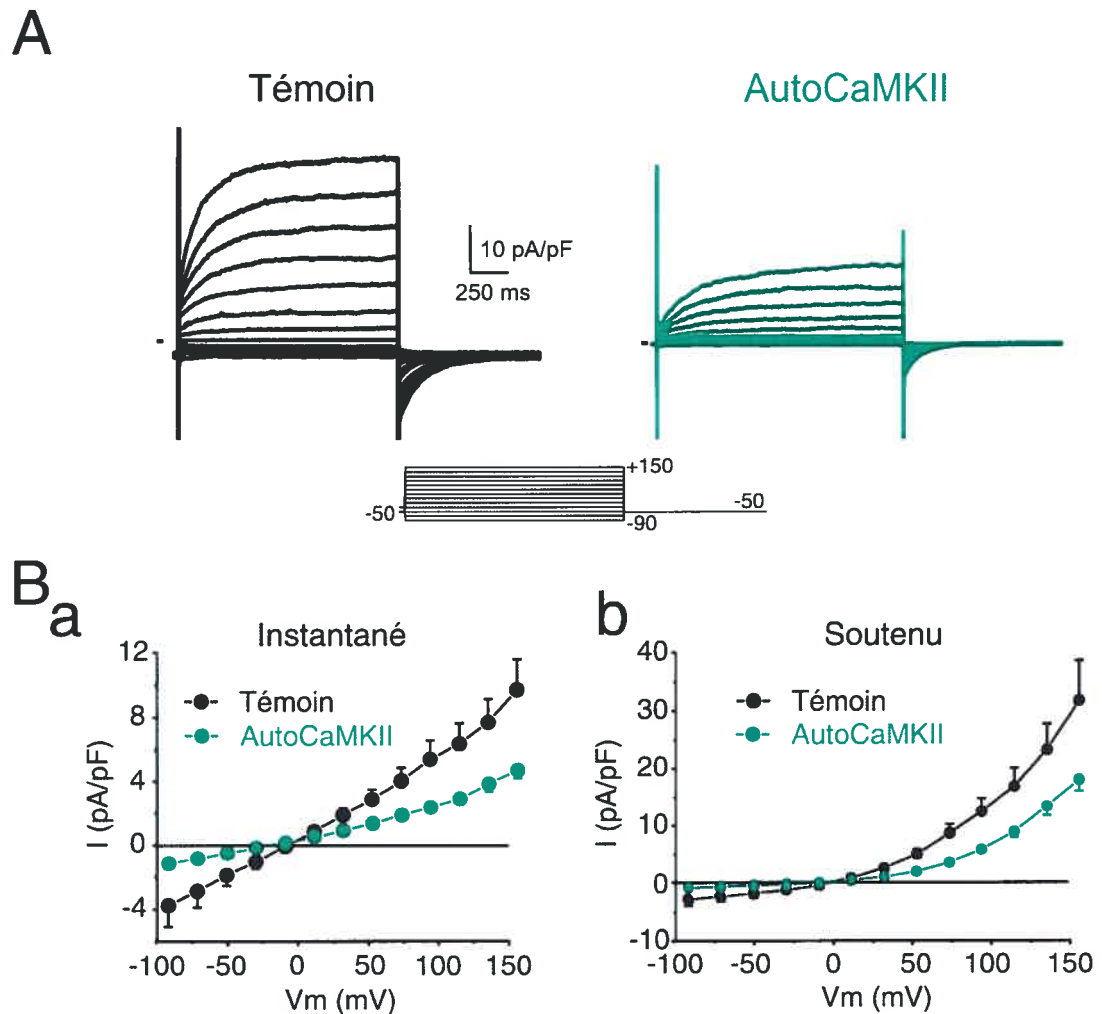 A
Témoin
AutoCaMKII
10 pA/pF
250 ms
-
-
+150
-50
-50
-90
B
a
b
Instantané
Témoin
AutoCaMKII
I (pA/pF)
12
8
4
0
-4
-100
-50
0
50
100
150
Vm (mV)
Soutenu
Témoin
AutoCaMKII
I (pA/pF)
40
30
20
10
0
-10
-100
-50
0
50
100
150
Vm (mV)